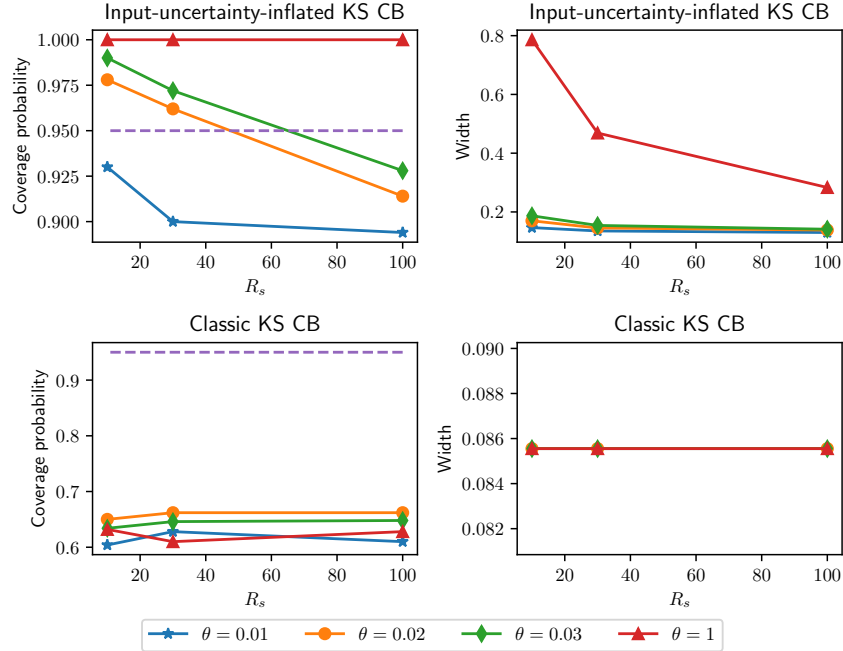 Input-uncertainty-inflated KS CB
Coverage probability
1.000
0.975
0.950
0.925
0.900
20 40 60 80 100
R_s
Input-uncertainty-inflated KS CB
Width
0.8
0.6
0.4
0.2
20 40 60 80 100
R_s
Classic KS CB
Coverage probability
0.9
0.8
0.7
0.6
20 40 60 80 100
R_s
Classic KS CB
Width
0.090
0.088
0.086
0.084
0.082
20 40 60 80 100
R_s
θ = 0.01 θ = 0.02 θ = 0.03 θ = 1